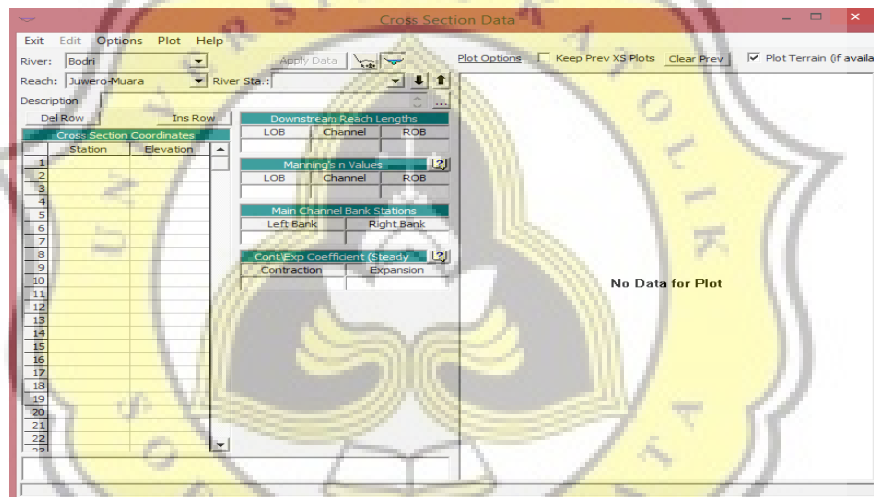 Cross Section Data
Exit Edit Options Plot Help
River: Bodri Apply Data Plot Options Keep Prev XS Plots Clear Prev Plot Terrain (if availa
Reach: Juwero-Muara River Sta.:
Description ...
Del Row Ins Row Downstream Reach Lengths
Cross Section Coordinates LOB Channel ROB
Station Elevation
1
Manning's n Values
2 LOB Channel ROB
3
4
5 Main Channel Bank Stations
6 Left Bank Right Bank
7
8
9 Cont\Exp Coefficient (Steady
10 Contraction Expansion
No Data for Plot
11
12
13
14
15
16
17
18
19
20
21
22
23